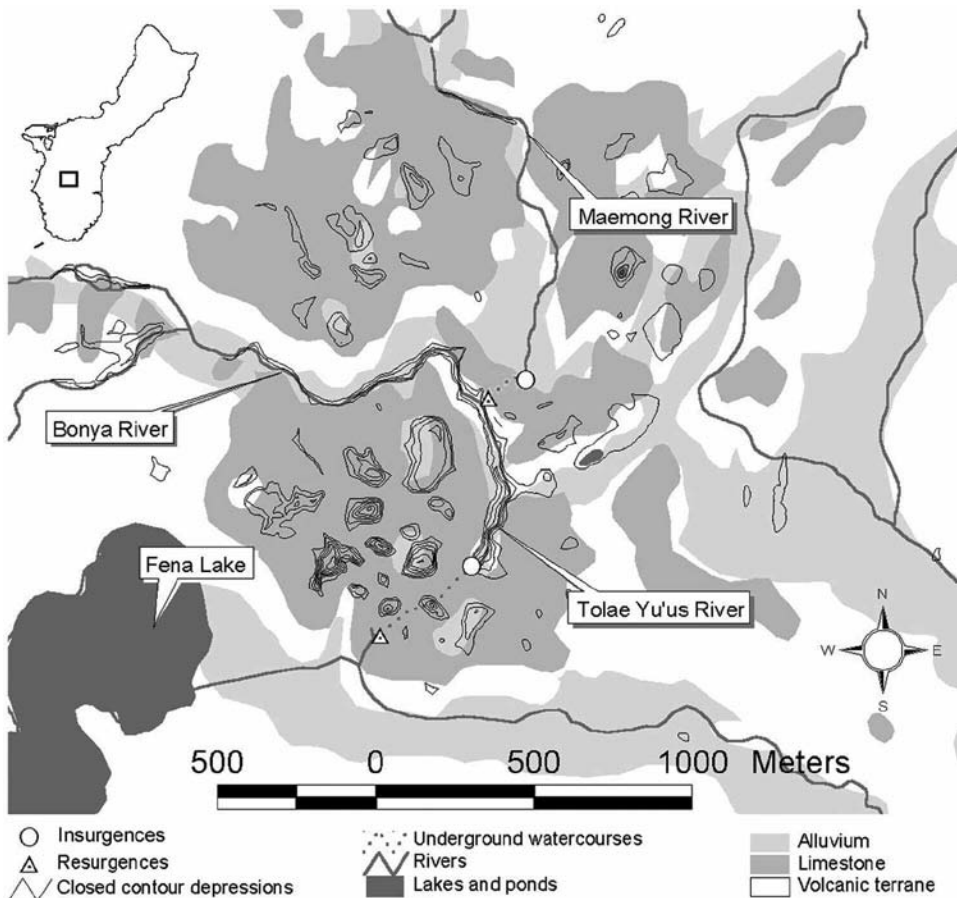 Maemong River
Bonya River
Fena Lake
Tolae Yu'us River
N
W E
S
500 0 500 1000 Meters
Insurgences
Resurgences
Closed contour depressions
Underground watercourses
Rivers
Lakes and ponds
Alluvium
Limestone
Volcanic terrane